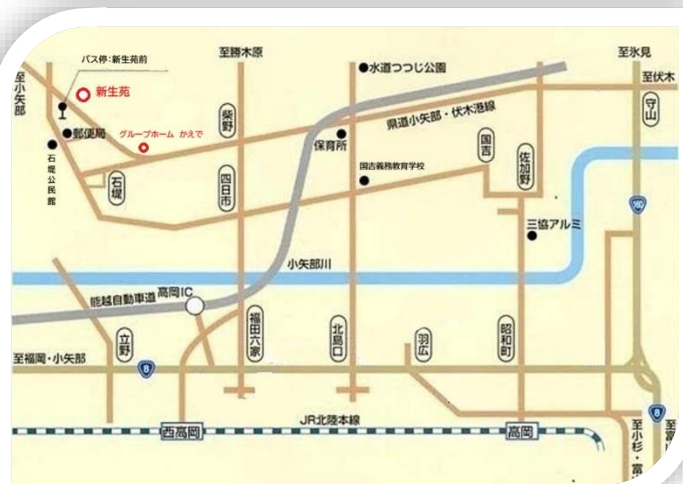 至勝木原
至氷見
バス停:新生苑前
水道つつじ公園
至伏木
至小矢部
新生苑
守山
柴野
県道小矢部・伏木港線
郵便局
グループホーム かえで
保育所
国吉
佐加野
石堤公民館
石堤
四日市
国吉義務教育学校
160
三協アルミ
小矢部川
能越自動車道
高岡IC
立野
福田六家
北島口
羽広
昭和町
至福岡・小矢部
8
8
JR北陸本線
西高岡
高岡
至小杉・富山